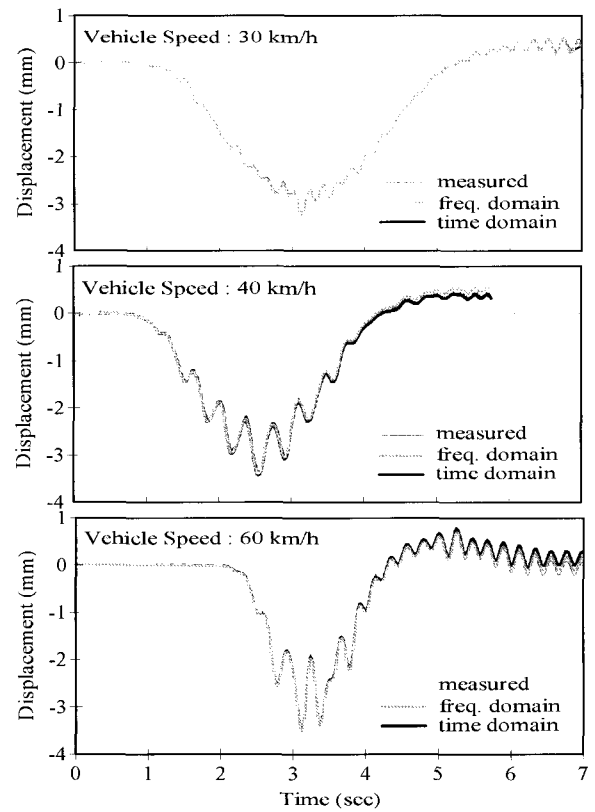 1
Vehicle Speed : 30 km/h
0
-1
-2
-3
-4
Displacement (mm)
measured
freq. domain
time domain
1
Vehicle Speed : 40 km/h
0
-1
-2
-3
-4
Displacement (mm)
measured
freq. domain
time domain
1
Vehicle Speed : 60 km/h
0
-1
-2
-3
-4
Displacement (mm)
measured
freq. domain
time domain
0 1 2 3 4 5 6 7
Time (sec)